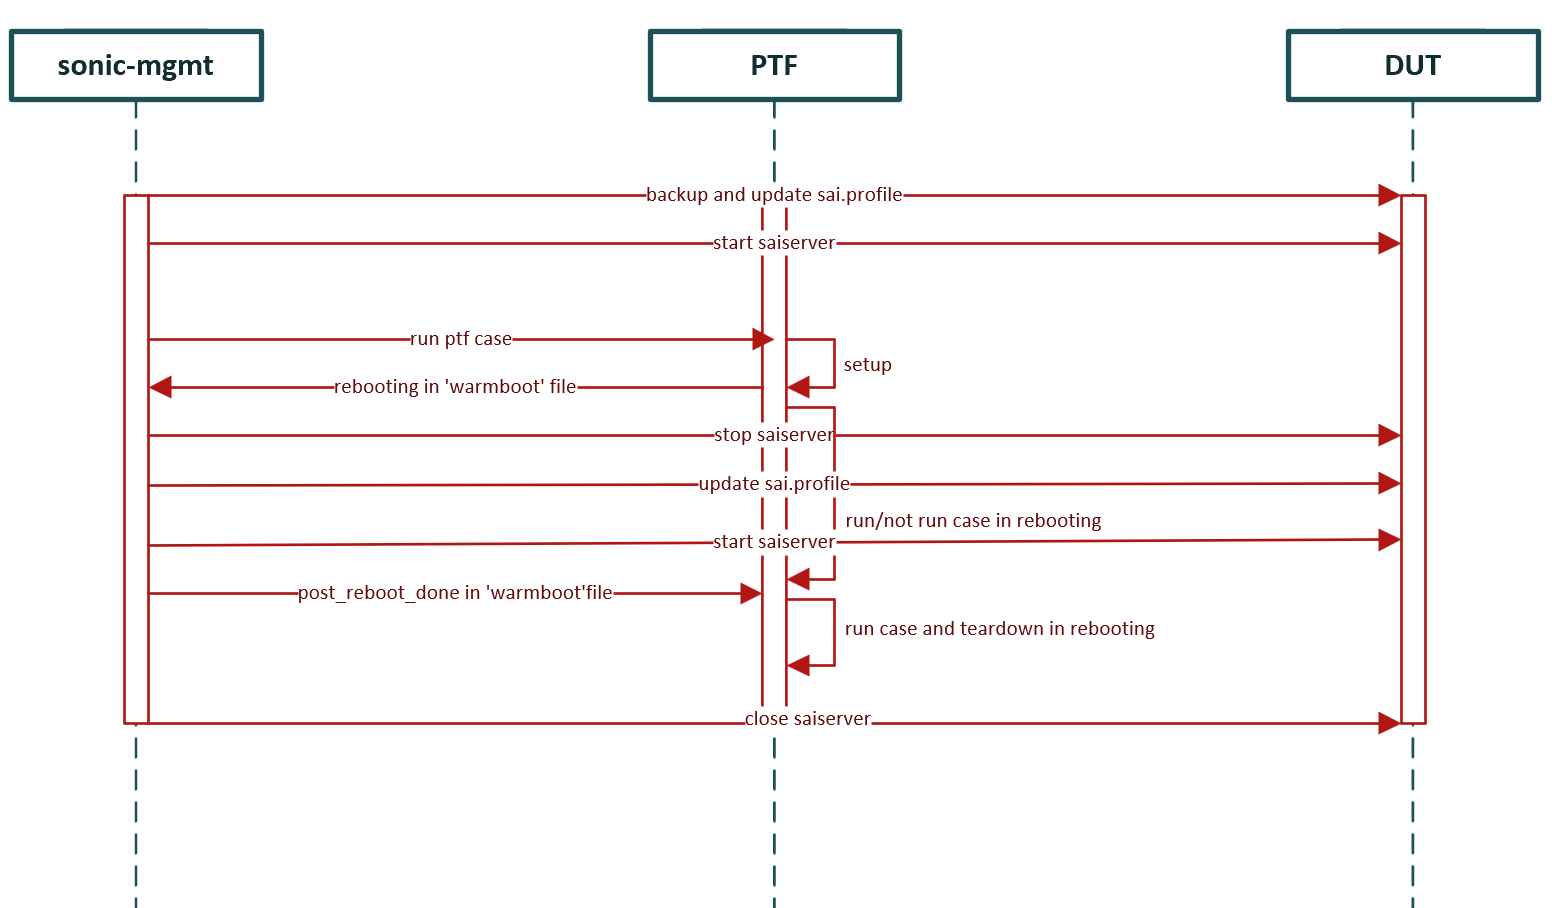 sonic-mgmt
PTF
DUT
backup and update sai.profile
start saiserver
run ptf case
setup
rebooting in 'warmboot' file
stop saiserver
update sai.profile
run/not run case in rebooting
start saiserver
post_reboot_done in 'warmboot'file
run case and teardown in rebooting
close saiserver